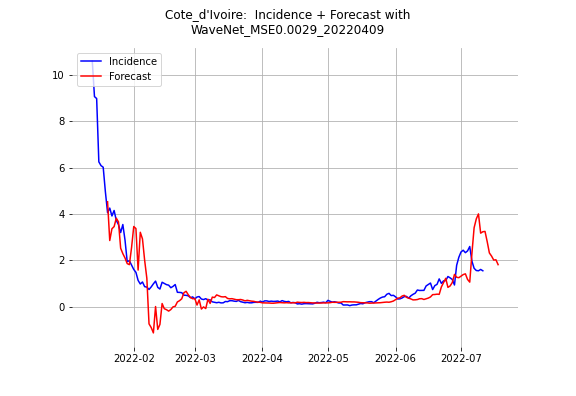 Cote_d'Ivoire:  Incidence + Forecast with
WaveNet_MSE0.0029_20220409
Incidence
Forecast
10
8
6
4
2
0
2022-02 2022-03 2022-04 2022-05 2022-06 2022-07